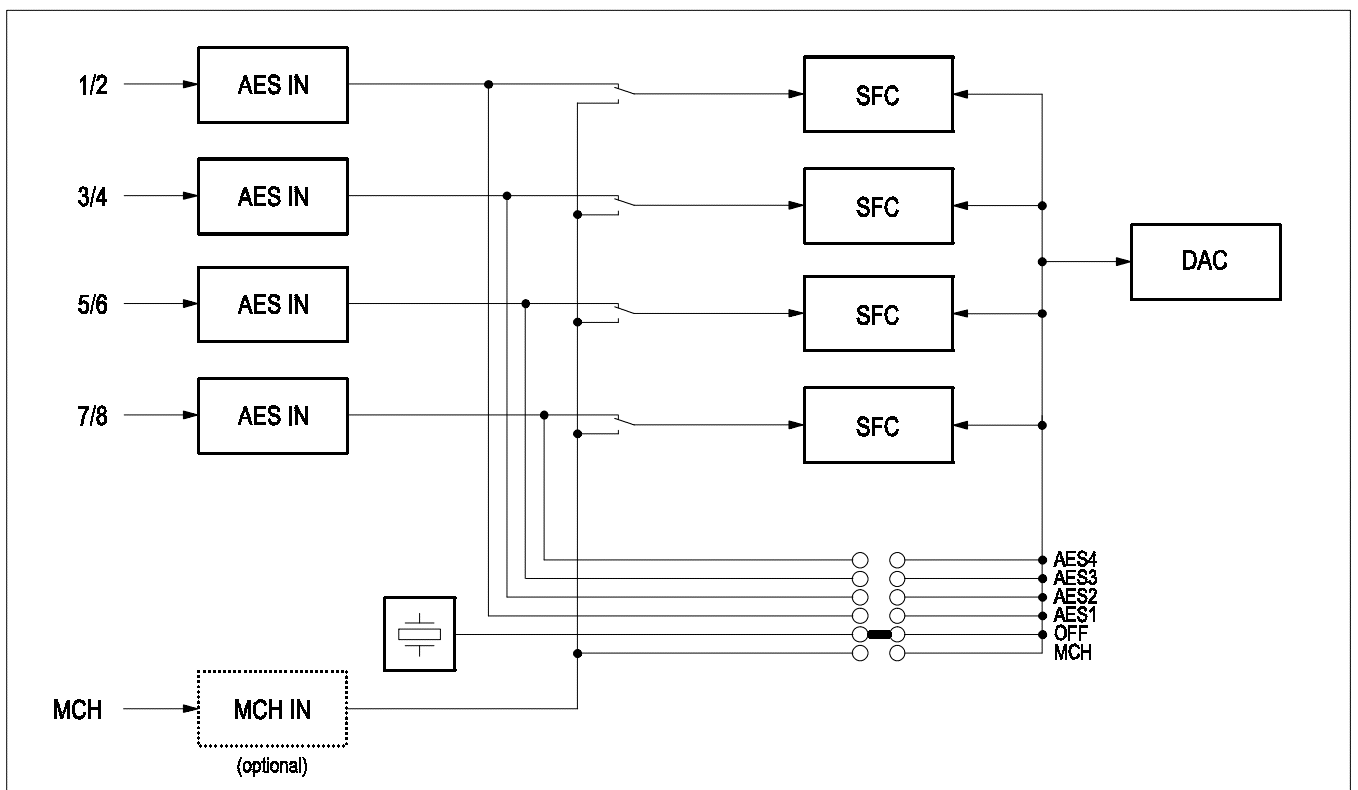 1/2
AES IN
SFC
3/4
AES IN
SFC
DAC
5/6
AES IN
SFC
7/8
AES IN
SFC
AES4
AES3
AES2
AES1
OFF
MCH
MCH
MCH IN
(optional)